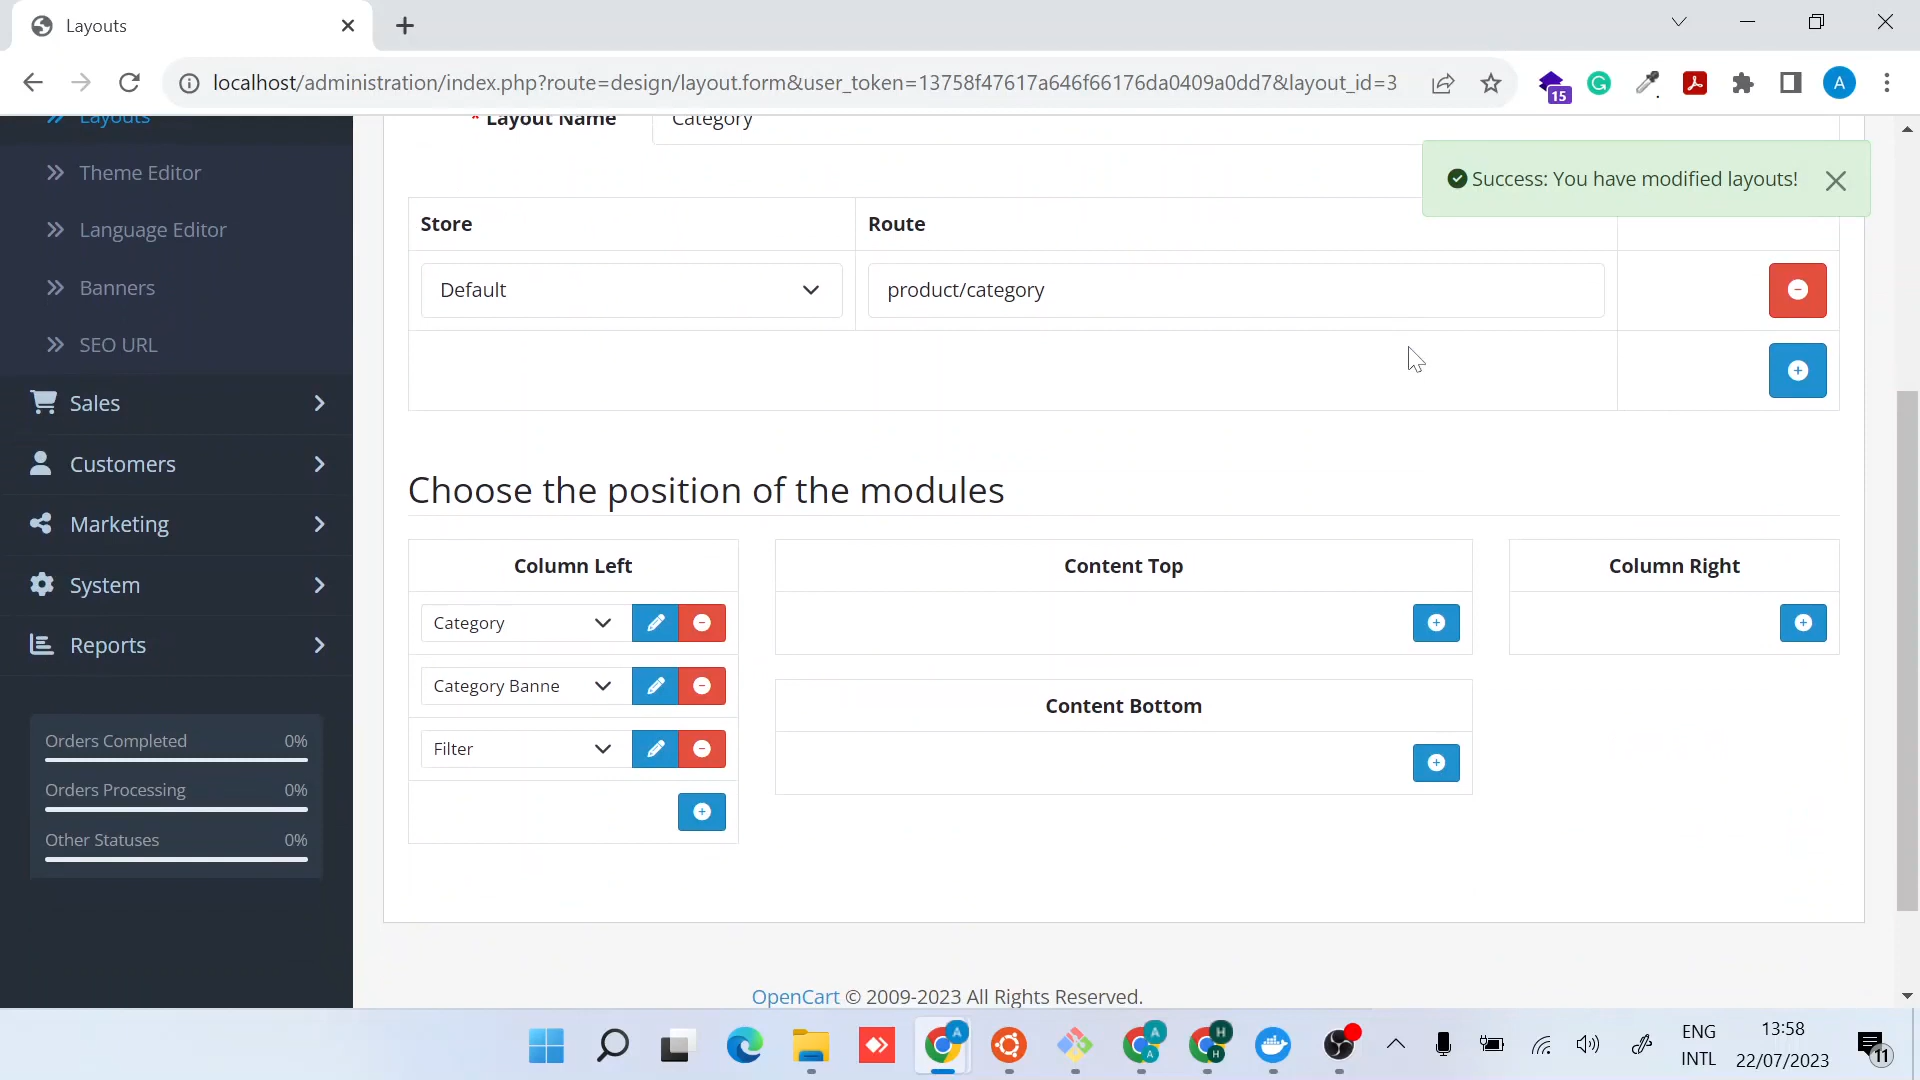 Layouts
localhost/administration/index.php?route=design/layout.form&user_token=13758f47617a646f66176da0409a0dd7&layout_id=3
15
A
Layouts
Theme Editor
Language Editor
Banners
SEO URL
Sales
Customers
Marketing
System
Reports
Orders Completed 0%
Orders Processing 0%
Other Statuses 0%
* Layout Name Category
Success: You have modified layouts!
Store Route
Default product/category
Choose the position of the modules
Column Left
Category
Category Banne
Filter
Content Top
Content Bottom
Column Right
OpenCart © 2009-2023 All Rights Reserved.
A
A
A
H
H
ENG
INTL
13:58
22/07/2023
11